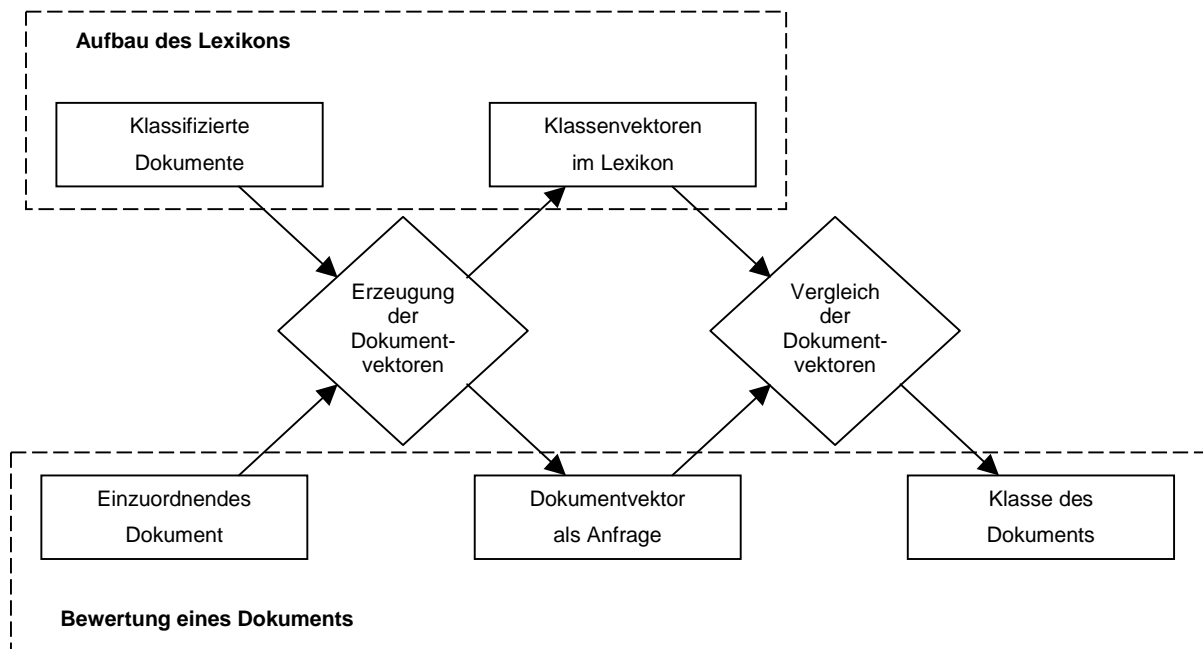 Aufbau des Lexikons
Klassifizierte
Dokumente
Klassenvektoren
im Lexikon
Erzeugung
der
Dokument-
vektoren
Vergleich
der
Dokument-
vektoren
Einzuordnendes
Dokument
Dokumentvektor
als Anfrage
Klasse des
Dokuments
Bewertung eines Dokuments